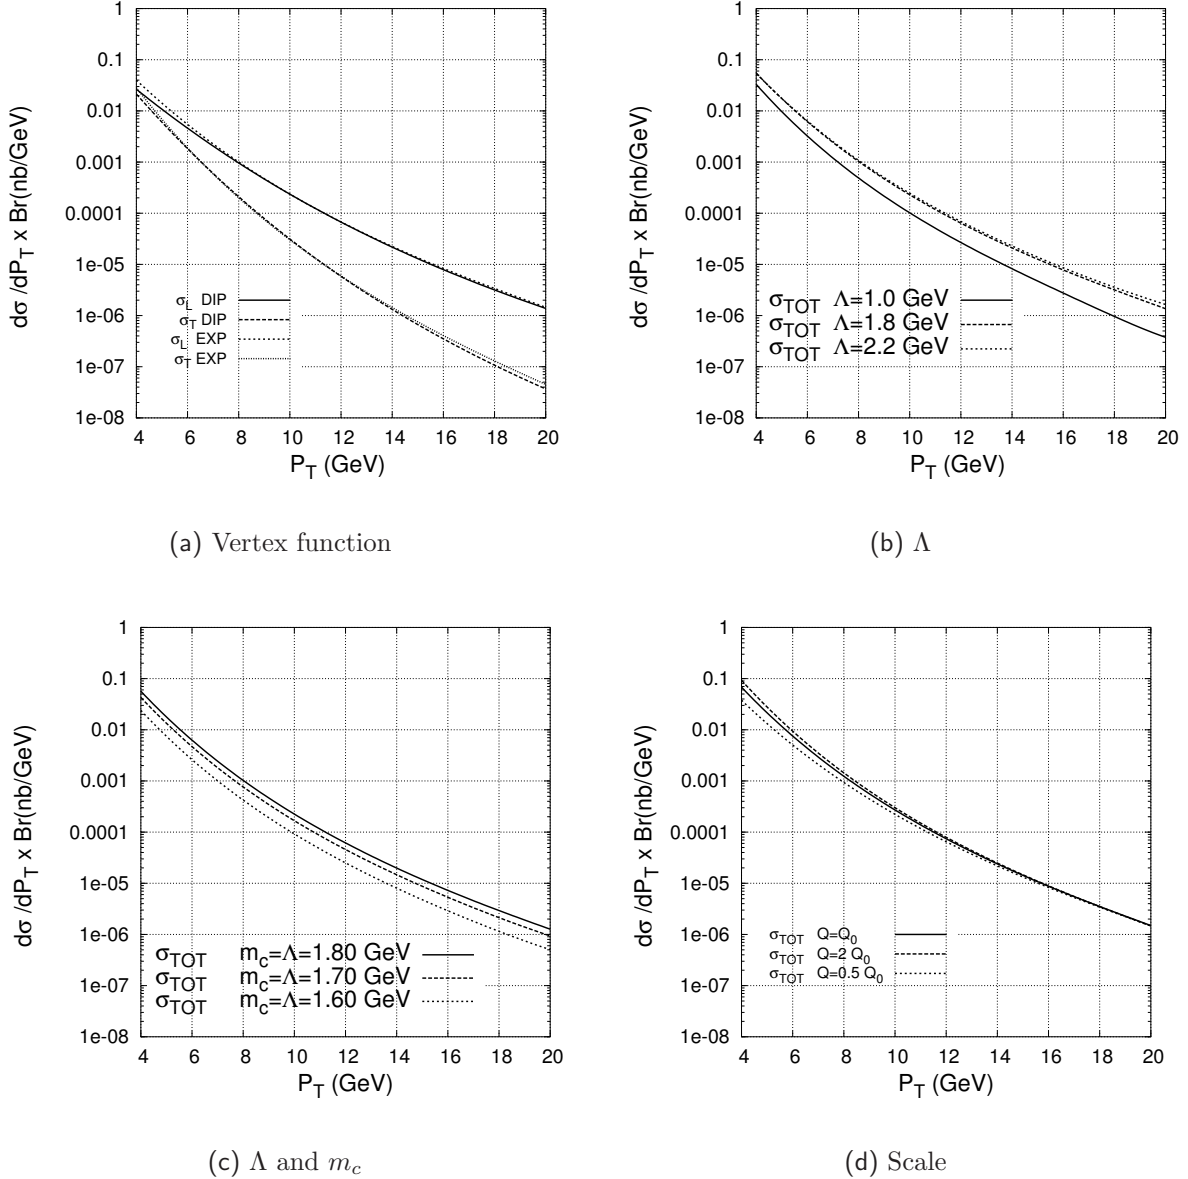 1
0.1
0.01
0.001
0.0001
1e-05
1e-06
1e-07
1e-08
4 6 8 10 12 14 16 18 20
dσ/dP_T x Br(nb/GeV)
P_T (GeV)
σ_L DIP
σ_T DIP
σ_L EXP
σ_T EXP
(a) Vertex function
1
0.1
0.01
0.001
0.0001
1e-05
1e-06
1e-07
1e-08
4 6 8 10 12 14 16 18 20
dσ/dP_T x Br(nb/GeV)
P_T (GeV)
σ_TOT Λ=1.0 GeV
σ_TOT Λ=1.8 GeV
σ_TOT Λ=2.2 GeV
(b) Λ
1
0.1
0.01
0.001
0.0001
1e-05
1e-06
1e-07
1e-08
4 6 8 10 12 14 16 18 20
dσ/dP_T x Br(nb/GeV)
P_T (GeV)
σ_TOT m_c=Λ=1.80 GeV
σ_TOT m_c=Λ=1.70 GeV
σ_TOT m_c=Λ=1.60 GeV
(c) Λ and m_c
1
0.1
0.01
0.001
0.0001
1e-05
1e-06
1e-07
1e-08
4 6 8 10 12 14 16 18 20
dσ/dP_T x Br(nb/GeV)
P_T (GeV)
σ_TOT Q=Q_0
σ_TOT Q=2 Q_0
σ_TOT Q=0.5 Q_0
(d) Scale